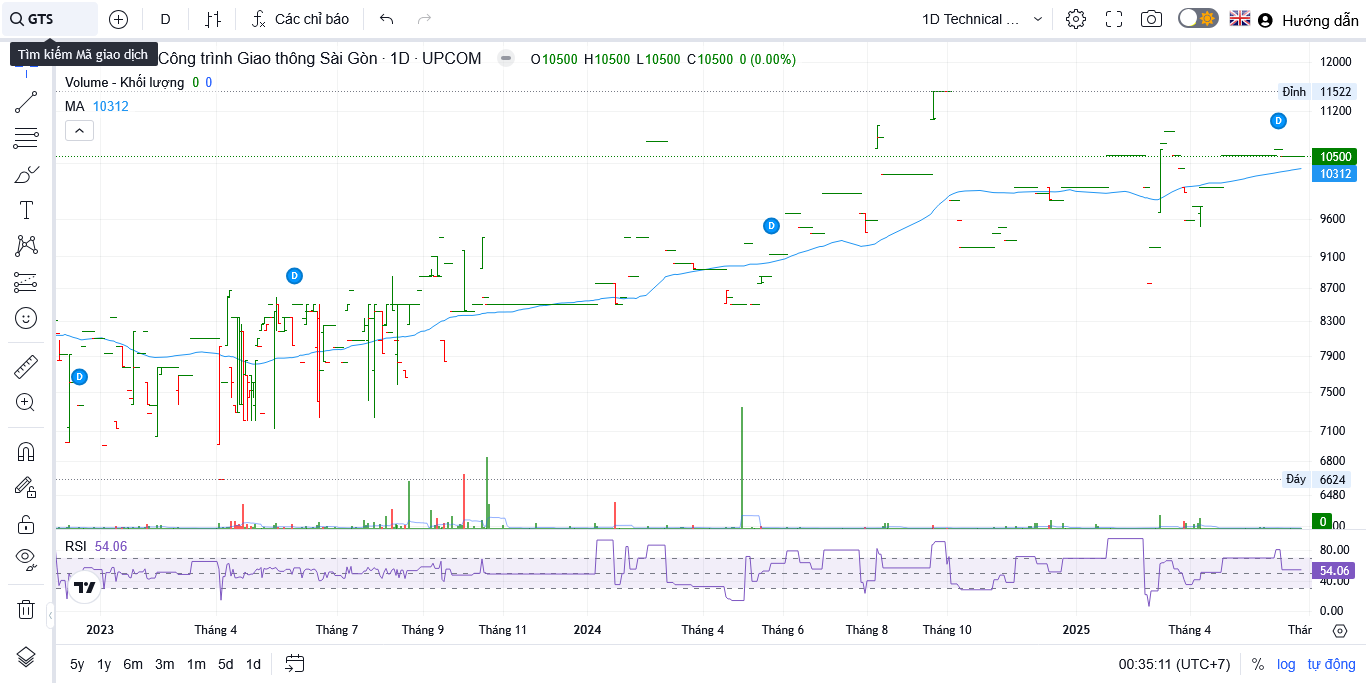 GTS
D
Các chỉ báo
1D Technical ...
Hướng dẫn
Tìm kiếm Mã giao dịch
Công trình Giao thông Sài Gòn · 1D · UPCOM
O10500 H10500 L10500 C10500 0 (0.00%)
Volume - Khối lượng 0 0
MA 10312
12000
Đỉnh 11522
11200
D
10500
10312
D
9600
9100
D
8700
8300
7900
D
7500
7100
6800
Đáy 6624
6480
0
00
RSI 54.06
80.00
54.06
40.00
0.00
2023 Tháng 4 Tháng 7 Tháng 9 Tháng 11 2024 Tháng 4 Tháng 6 Tháng 8 Tháng 10 2025 Tháng 4 Thár
5y 1y 6m 3m 1m 5d 1d
00:35:11 (UTC+7) % log tự động